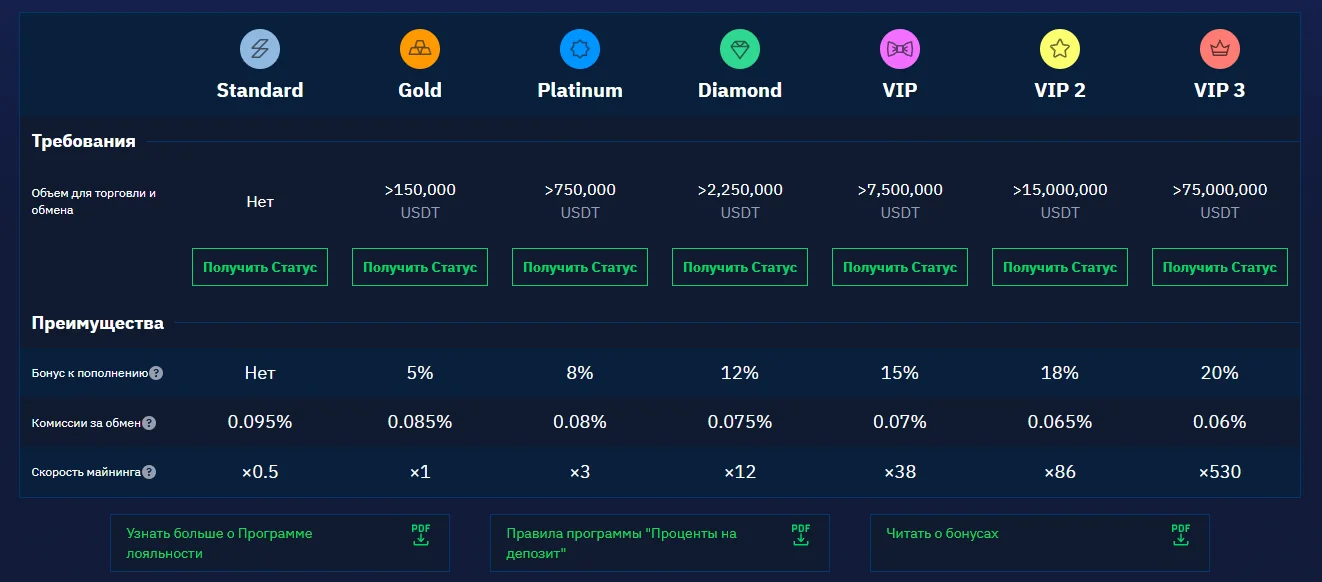 Standard Gold Platinum Diamond VIP VIP 2 VIP 3
Требования
Объем для торговли и
обмена
Нет >150,000 >750,000 >2,250,000 >7,500,000 >15,000,000 >75,000,000
USDT USDT USDT USDT USDT USDT
Получить Статус Получить Статус Получить Статус Получить Статус Получить Статус Получить Статус Получить Статус
Преимущества
Бонус к пополнению ? Нет 5% 8% 12% 15% 18% 20%
Комиссии за обмен ? 0.095% 0.085% 0.08% 0.075% 0.07% 0.065% 0.06%
Скорость майнинга ? ×0.5 ×1 ×3 ×12 ×38 ×86 ×530
Узнать больше о Программе
лояльности
PDF
Правила программы "Проценты на
депозит"
PDF
Читать о бонусах
PDF